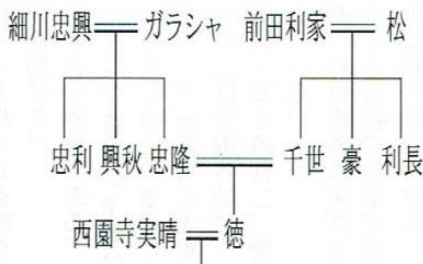 細川忠興 ガラシャ 前田利家 松
忠利 興秋 忠隆 千世 豪 利長
西園寺実晴 徳